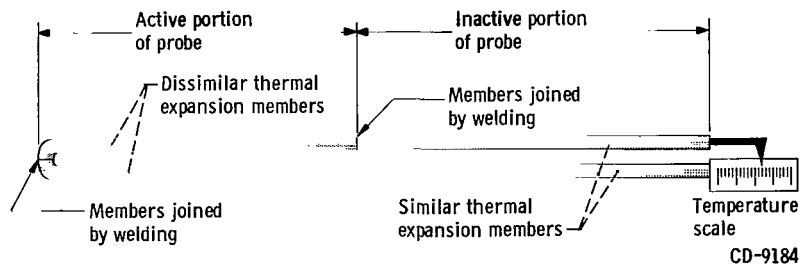 Active portion
of probe
Inactive portion
of probe
Dissimilar thermal
expansion members
Members joined
by welding
Members joined
by welding
Similar thermal
expansion members
Temperature
scale
CD-9184